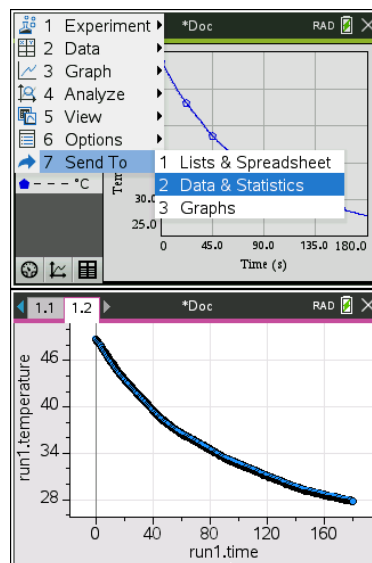 1 Experiment *Doc RAD
2 Data
3 Graph
4 Analyze
5 View
6 Options
7 Send To 1 Lists & Spreadsheet
2 Data & Statistics
3 Graphs
°C
30.
25.0
0 45.0 90.0 135.0 180.0
Time (s)
1.1 1.2 *Doc RAD
46
40
34
28
run1.temperature
0 40 80 120 160
run1.time